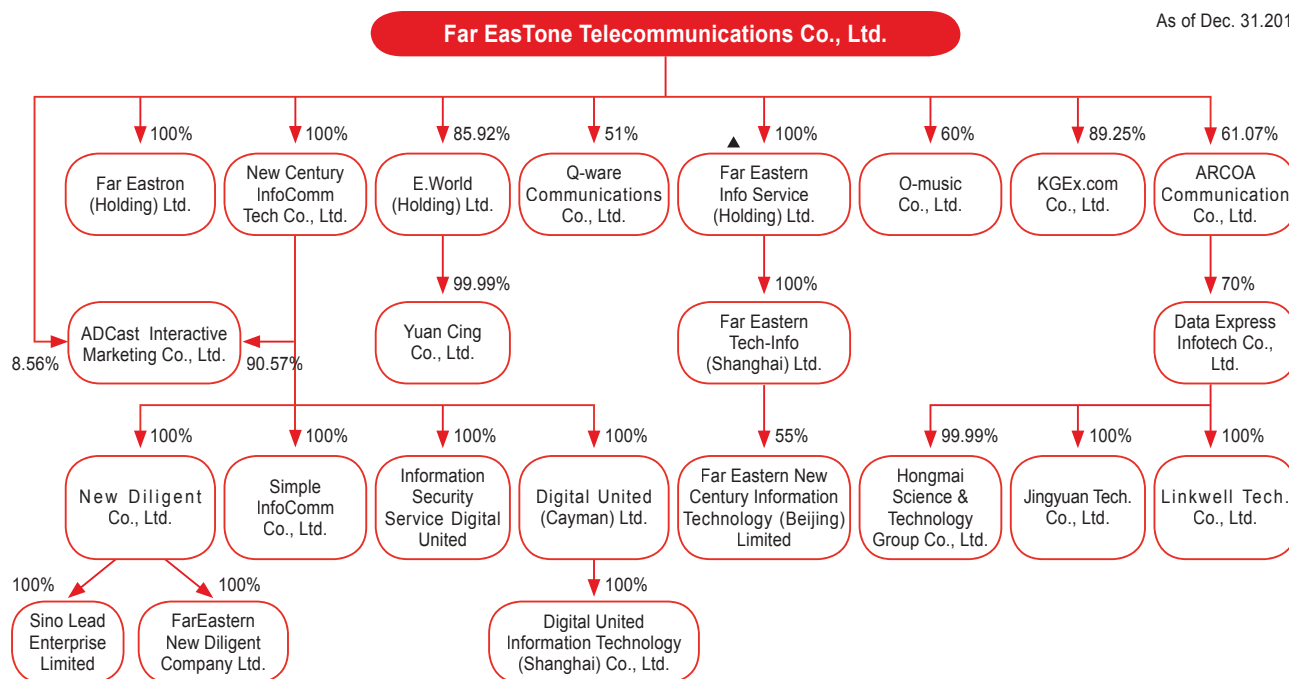 Far EasTone Telecommunications Co., Ltd.
As of Dec. 31.201
100%
100%
85.92%
51%
▲
100%
60%
89.25%
61.07%
Far Eastron
(Holding) Ltd.
New Century
InfoComm
Tech Co., Ltd.
E.World
(Holding) Ltd.
Q-ware
Communications
Co., Ltd.
Far Eastern
Info Service
(Holding) Ltd.
O-music
Co., Ltd.
KGEx.com
Co., Ltd.
ARCOA
Communication
Co., Ltd.
99.99%
100%
70%
8.56%
ADCast Interactive
Marketing Co., Ltd.
90.57%
Yuan Cing
Co., Ltd.
Far Eastern
Tech-Info
(Shanghai) Ltd.
Data Express
Infotech Co.,
Ltd.
100%
100%
100%
100%
55%
99.99%
100%
100%
New Diligent
Co., Ltd.
Simple
InfoComm
Co., Ltd.
Information
Security
Service Digital
United
Digital United
(Cayman) Ltd.
Far Eastern New
Century Information
Technology (Beijing)
Limited
Hongmai
Science &
Technology
Group Co., Ltd.
Jingyuan Tech.
Co., Ltd.
Linkwell Tech.
Co., Ltd.
100%
100%
100%
Sino Lead
Enterprise
Limited
FarEastern
New Diligent
Company Ltd.
Digital United
Information Technology
(Shanghai) Co., Ltd.